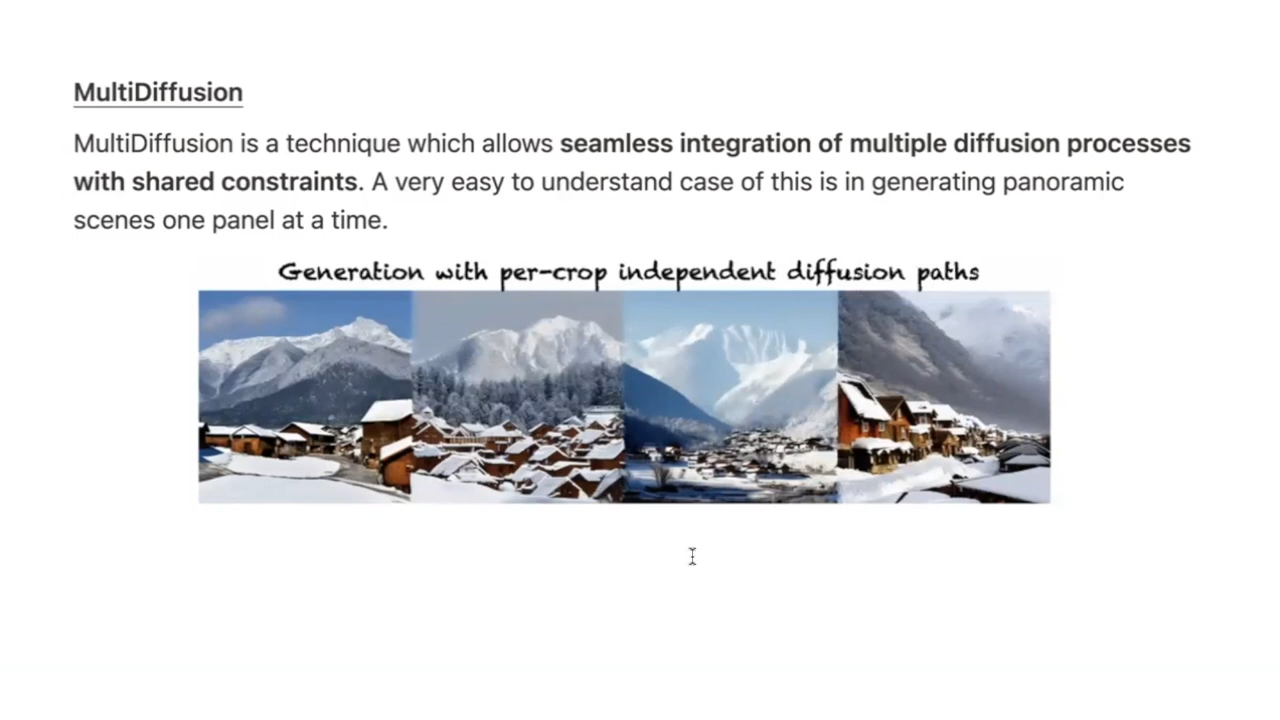 MultiDiffusion
MultiDiffusion is a technique which allows seamless integration of multiple diffusion processes
with shared constraints. A very easy to understand case of this is in generating panoramic
scenes one panel at a time.
Generation with per-crop independent diffusion paths